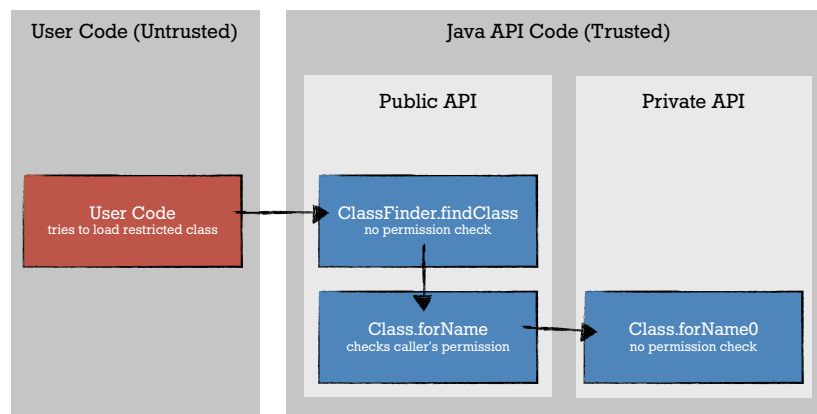 User Code (Untrusted)
Java API Code (Trusted)
Public API
Private API
User Code
tries to load restricted class
ClassFinder.findClass
no permission check
Class.forName
checks caller's permission
Class.forName0
no permission check